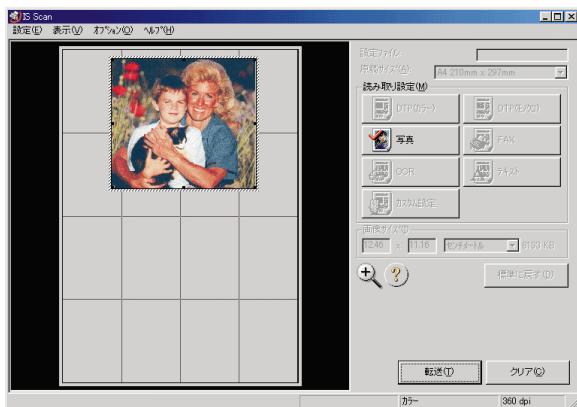 IS Scan
設定(E) 表示(V) オプション(O) ヘルプ(H)
設定ファイル:
原稿サイズ(A): A4 210mm x 297mm
読み取り設定(M)
DTP(カラー) DTP(モノクロ)
写真 FAX
OCR テキスト
カスタム設定
画像サイズ(I)
12.46 x 11.16 センチメートル 8193 KB
標準に戻す(D)
転送(T) クリア(C)
カラー 360 dpi